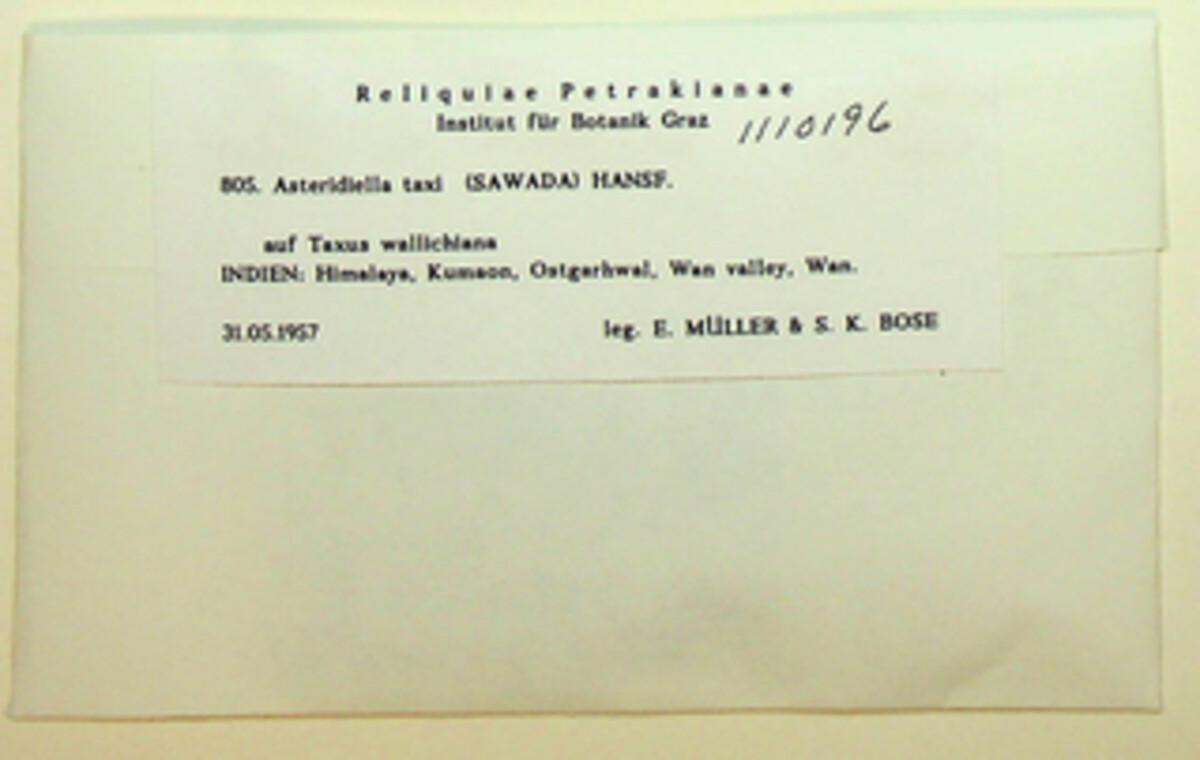 Reliquiae Petrakianae
Institut für Botanik Graz 1110196
805. Asteridiella taxi (SAWADA) HANSF.
auf Taxus wallichiana
INDIEN: Himalaya, Kumaon, Ostgarhwal, Wan valley, Wan.
31.05.1957 leg. E. MÜLLER & S. K. BOSE